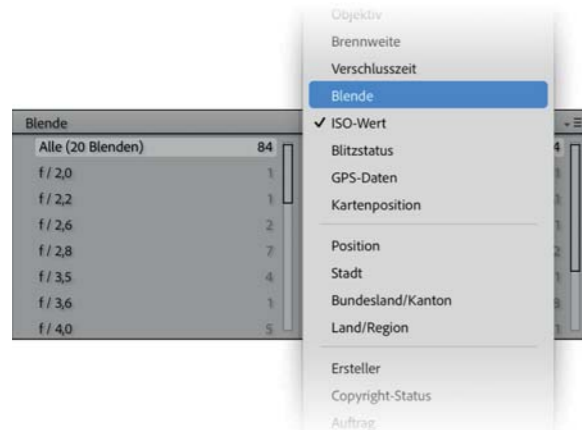 Objektiv
Brennweite
Verschlusszeit
Blende
Blende
✓ ISO-Wert
Alle (20 Blenden) 84
Blitzstatus
4
f / 2,0 1
GPS-Daten
f / 2,2 1
Kartenposition
f / 2,6 2
Position
f / 2,8 7
Stadt
f / 3,5 4
Bundesland/Kanton
f / 3,6 1
Land/Region
f / 4,0 5
Ersteller
Copyright-Status
Auftrag